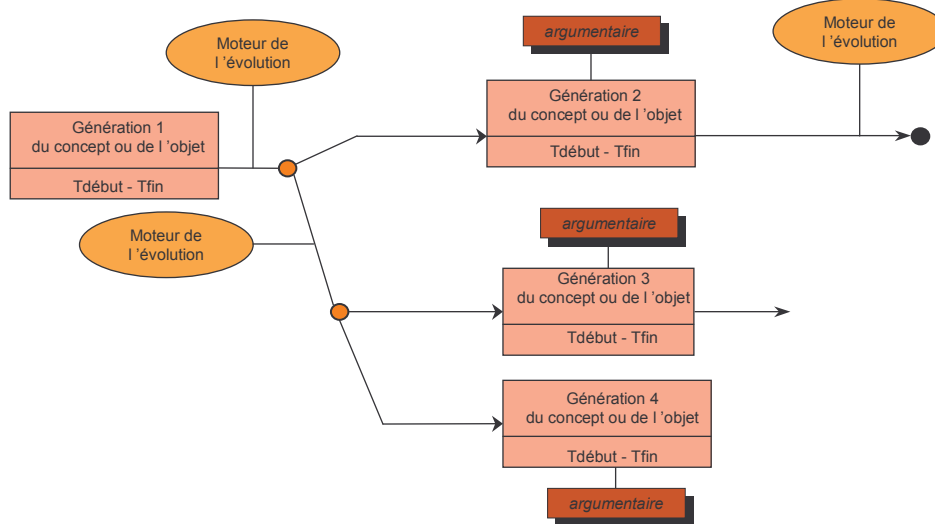 Moteur de
l ’évolution
argumentaire
Moteur de
l ’évolution
Génération 1
du concept ou de l ’objet
Tdébut - Tfin
Génération 2
du concept ou de l ’objet
Tdébut - Tfin
Moteur de
l ’évolution
argumentaire
Génération 3
du concept ou de l ’objet
Tdébut - Tfin
Génération 4
du concept ou de l ’objet
Tdébut - Tfin
argumentaire